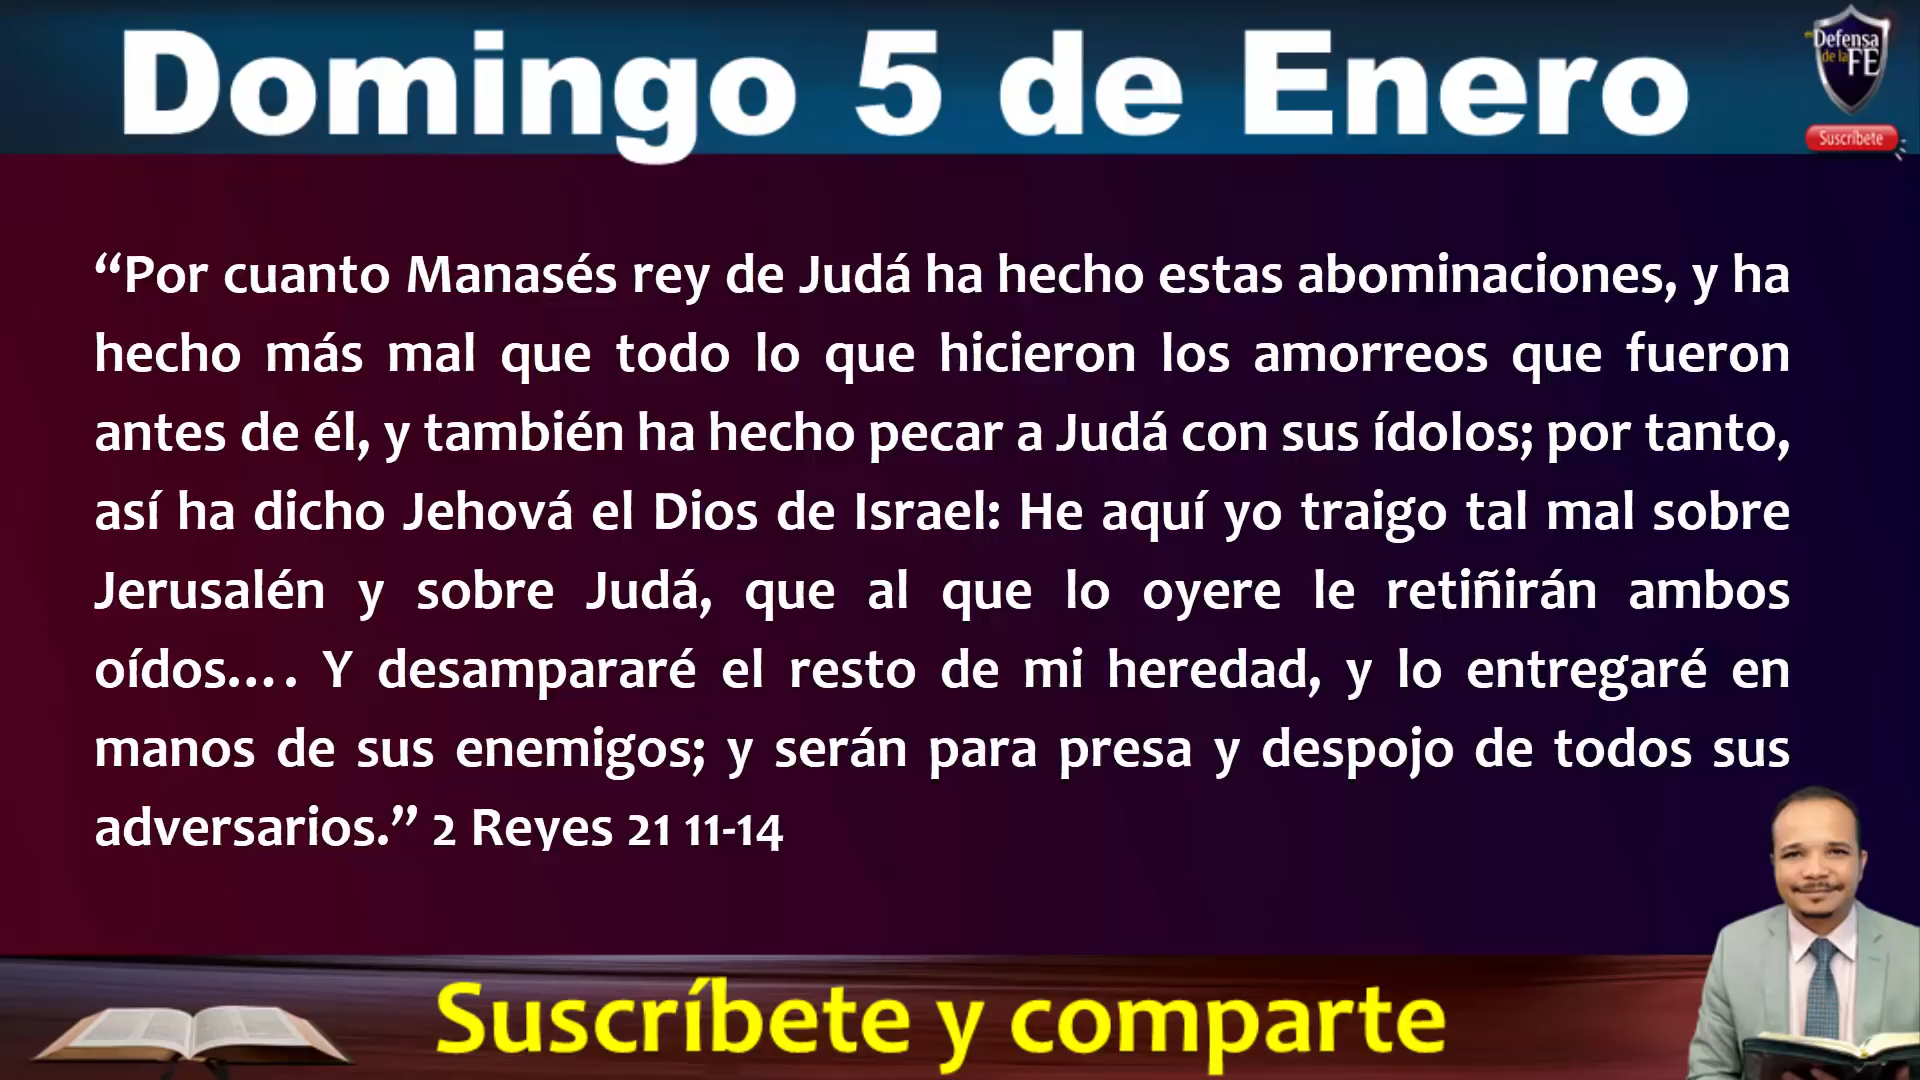 Domingo 5 de Enero
Defensa
de la FE
Suscríbete
“Por cuanto Manasés rey de Judá ha hecho estas abominaciones, y ha
hecho más mal que todo lo que hicieron los amorreos que fueron
antes de él, y también ha hecho pecar a Judá con sus ídolos; por tanto,
así ha dicho Jehová el Dios de Israel: He aquí yo traigo tal mal sobre
Jerusalén y sobre Judá, que al que lo oyere le retiñirán ambos
oídos…. Y desampararé el resto de mi heredad, y lo entregaré en
manos de sus enemigos; y serán para presa y despojo de todos sus
adversarios.” 2 Reyes 21 11-14
Suscríbete y comparte